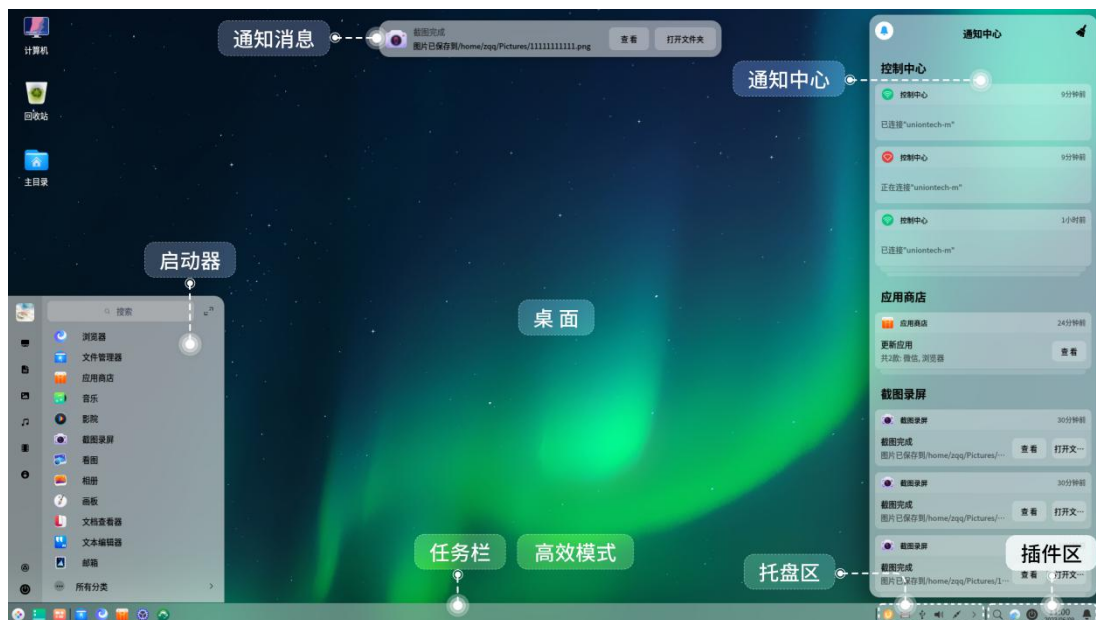 计算机
回收站
主目录
通知消息
截图完成
图片已保存到/home/zqq/Pictures/11111111111.png
查看
打开文件夹
通知中心
通知中心
控制中心
控制中心
9分钟前
已连接"uniontech-m"
控制中心
9分钟前
正在连接"uniontech-m"
控制中心
1小时前
已连接"uniontech-m"
应用商店
应用商店
24分钟前
更新应用
共2款: 微信, 浏览器
查看
截图录屏
截图录屏
30分钟前
截图完成
图片已保存到/home/zqq/Pictures/···
查看
打开文···
截图录屏
30分钟前
截图完成
图片已保存到/home/zqq/Pictures/···
查看
打开文···
截图录屏
截图完成
图片已保存到/home/zqq/Pictures/1···
查看
打开文···
启动器
搜索
浏览器
文件管理器
应用商店
音乐
影院
截图录屏
看图
相册
画板
文档查看器
文本编辑器
邮箱
所有分类
桌面
任务栏
高效模式
托盘区
插件区